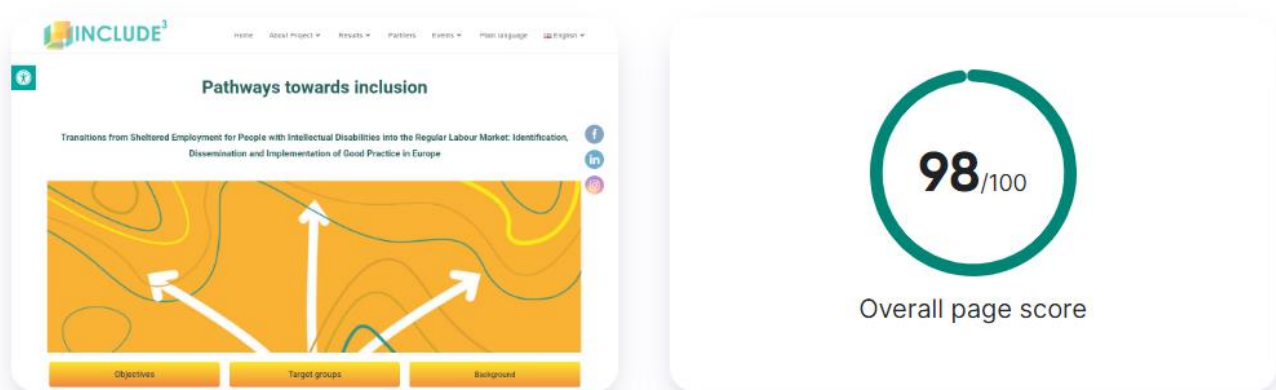 INCLUDE³
Home About Project Results Partners Events Plain language English
Pathways towards inclusion
Transitions from Sheltered Employment for People with Intellectual Disabilities into the Regular Labour Market: Identification,
Dissemination and Implementation of Good Practice in Europe
f
in
Objectives Target groups Background
98/100
Overall page score